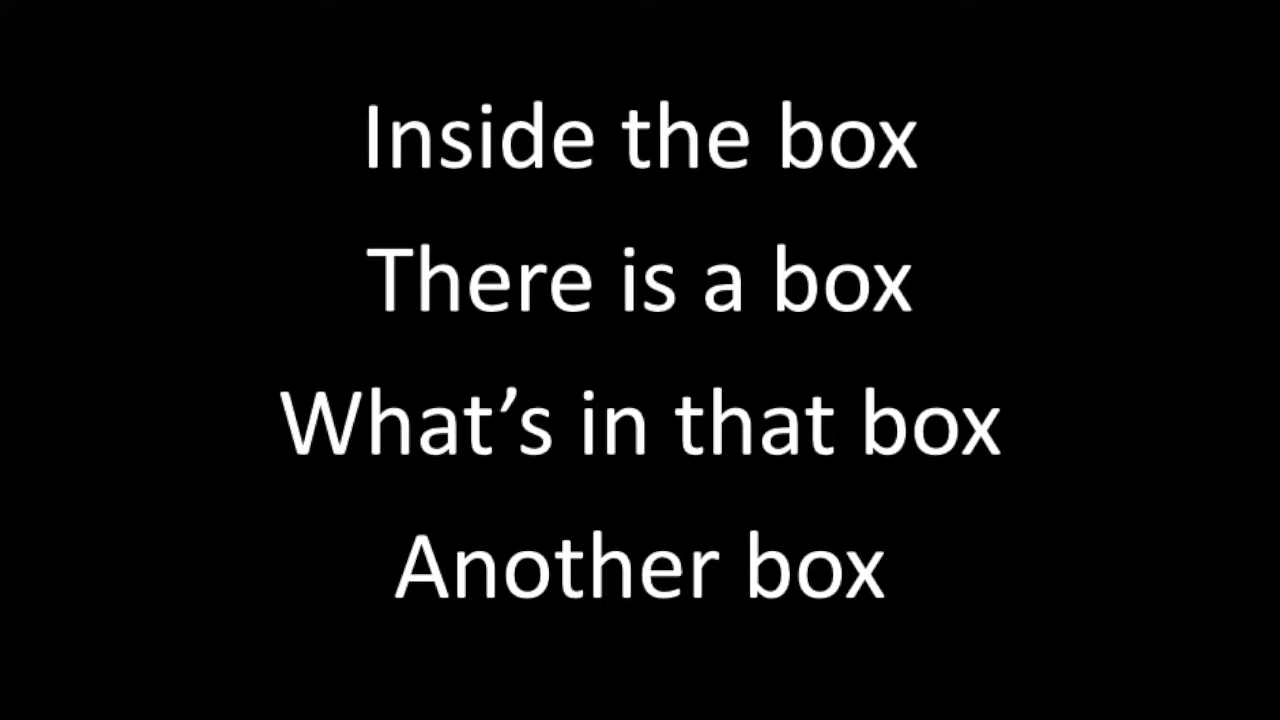 Inside the box
There is a box
What’s in that box
Another box